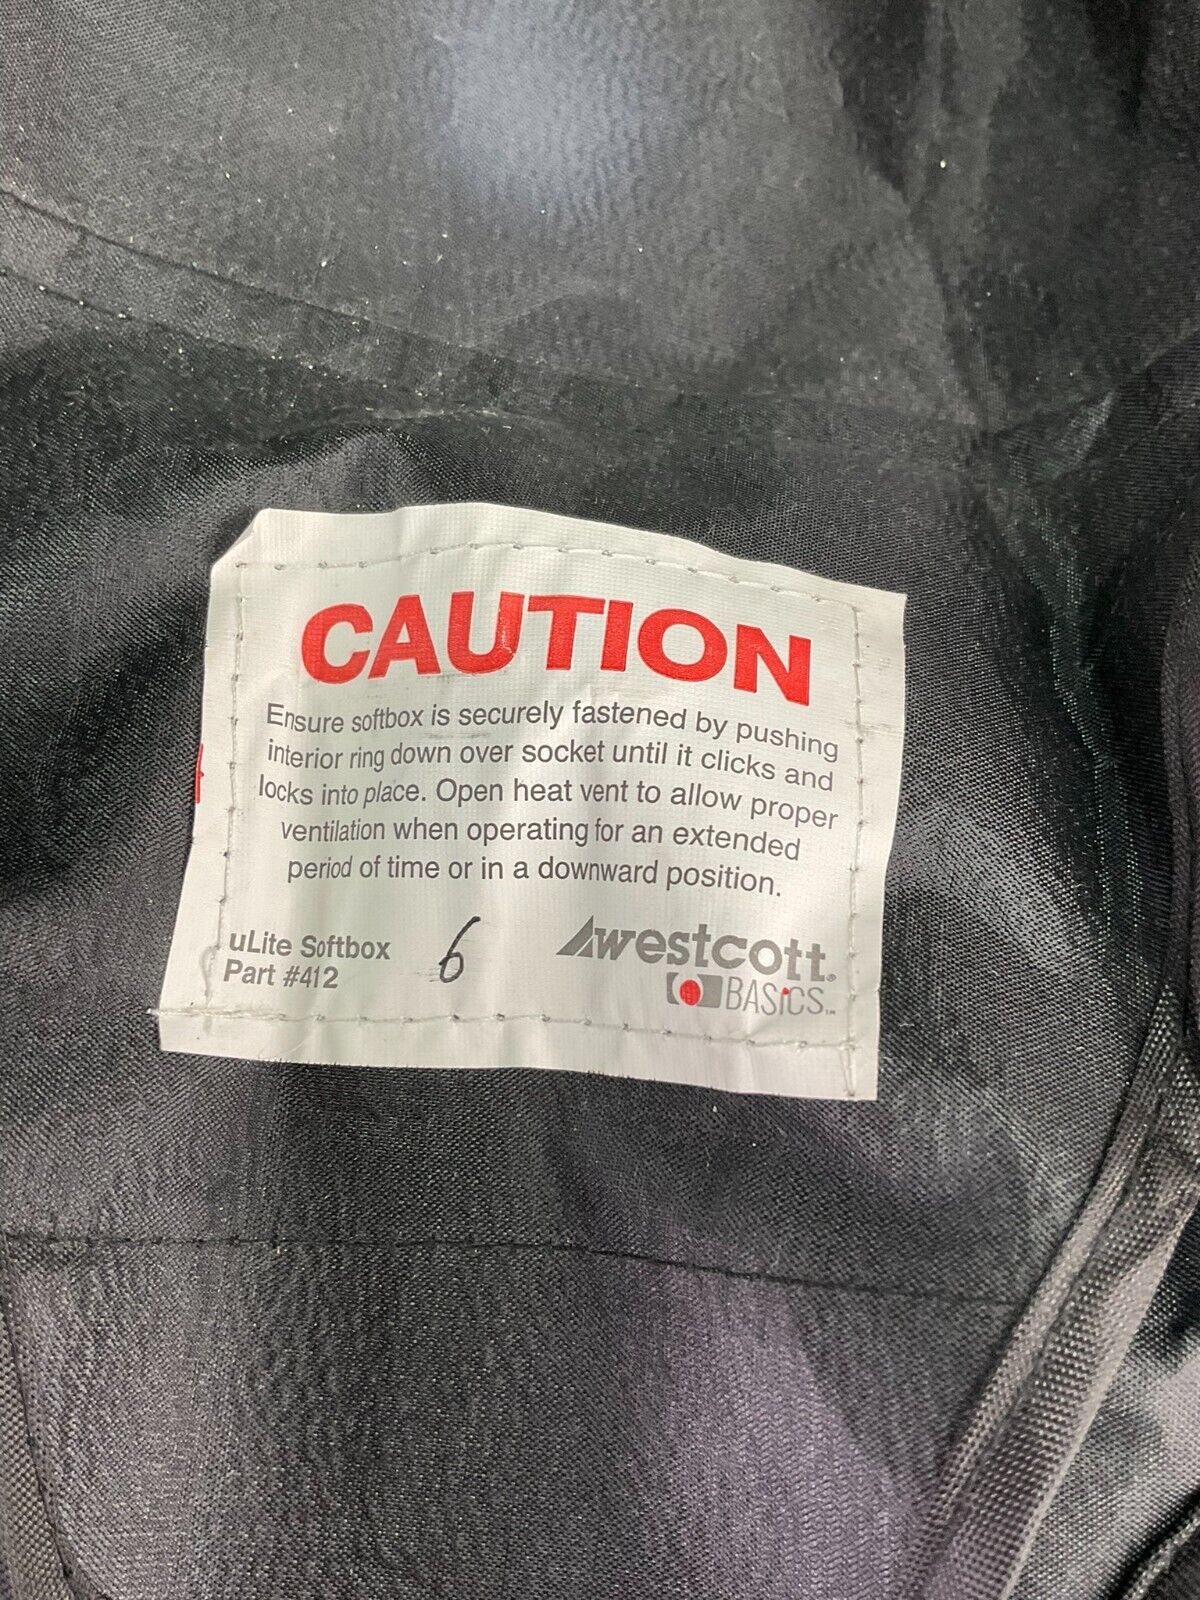 CAUTION
Ensure softbox is securely fastened by pushing
interior ring down over socket until it clicks and
locks into place. Open heat vent to allow proper
ventilation when operating for an extended
period of time or in a downward position.
uLite Softbox
Part #412
6
westcott®
BASiCS™